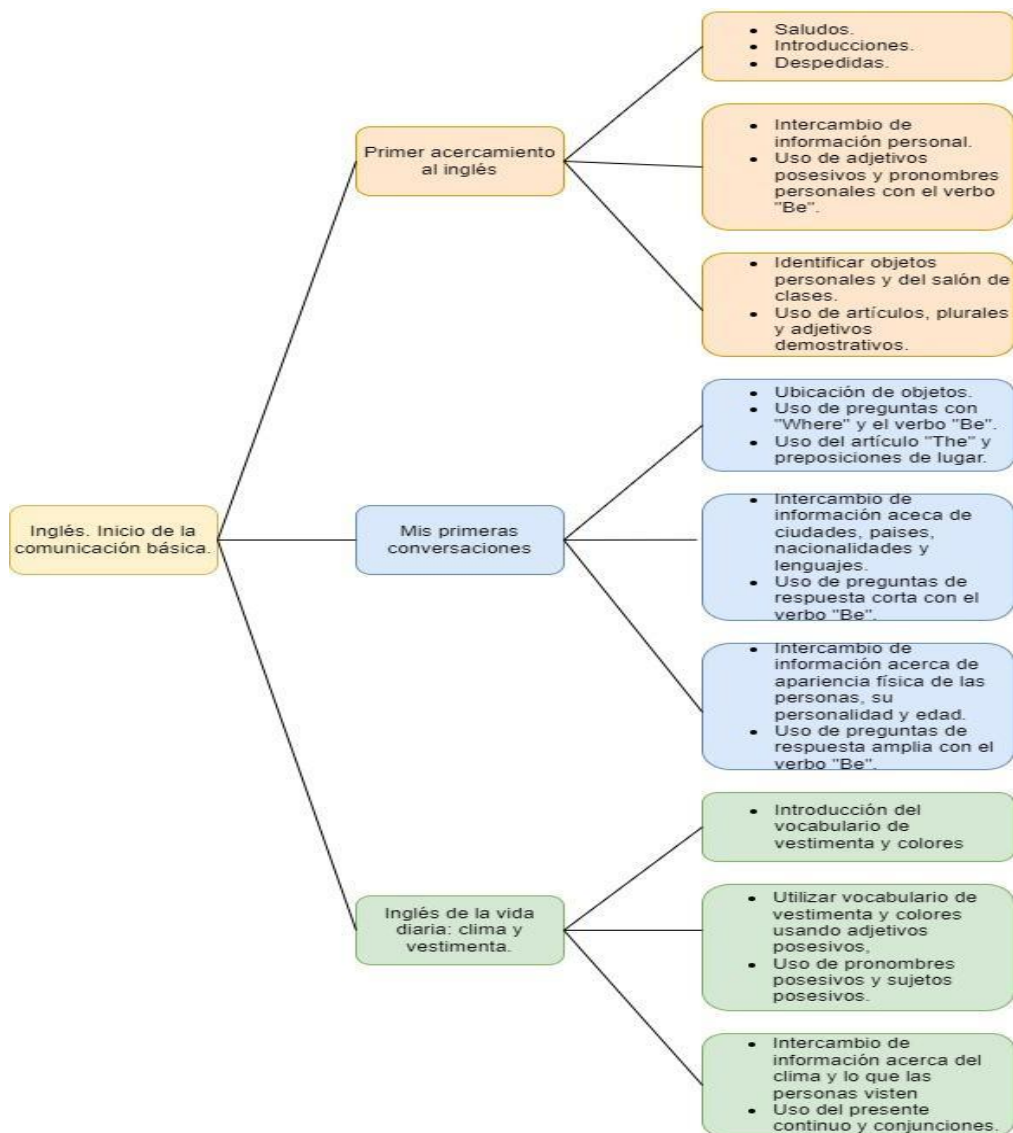 Inglés. Inicio de la
comunicación básica.
Primer acercamiento
al inglés
• Saludos.
• Introducciones.
• Despedidas.
• Intercambio de
información personal.
• Uso de adjetivos
posesivos y pronombres
personales con el verbo
"Be".
• Identificar objetos
personales y del salón de
clases.
• Uso de artículos, plurales
y adjetivos
demostrativos.
Mis primeras
conversaciones
• Ubicación de objetos.
• Uso de preguntas con
"Where" y el verbo "Be".
• Uso del artículo "The" y
preposiciones de lugar.
• Intercambio de
información aceca de
ciudades, países,
nacionalidades y
lenguajes.
• Uso de preguntas de
respuesta corta con el
verbo "Be".
• Intercambio de
información acerca de
apariencia física de las
personas, su
personalidad y edad.
• Uso de preguntas de
respuesta amplia con el
verbo "Be".
Inglés de la vida
diaria: clima y
vestimenta.
• Introducción del
vocabulario de
vestimenta y colores
• Utilizar vocabulario de
vestimenta y colores
usando adjetivos
posesivos,
• Uso de pronombres
posesivos y sujetos
posesivos.
• Intercambio de
información acerca del
clima y lo que las
personas visten
• Uso del presente
continuo y conjunciones.